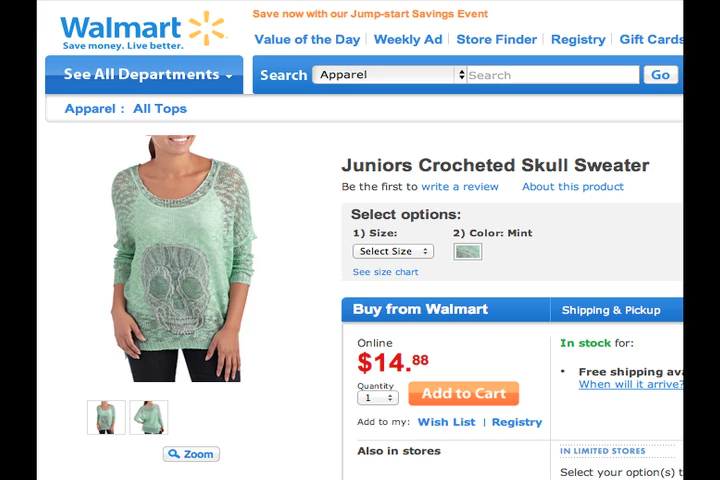 Save now with our Jump-start Savings Event
Walmart
Save money. Live better.
Value of the Day
Weekly Ad
Store Finder
Registry
Gift Cards
See All Departments
Search
Apparel
Search
Go
Apparel :
All Tops
Juniors Crocheted Skull Sweater
Be the first to write a review
About this product
Select options:
1) Size:
2) Color: Mint
Select Size
See size chart
Buy from Walmart
Shipping & Pickup
Online
$14.88
Quantity
1
Add to Cart
Add to my: Wish List | Registry
In stock for:
• Free shipping ava
When will it arrive?
Also in stores
IN LIMITED STORES
Select your option(s) t
Zoom